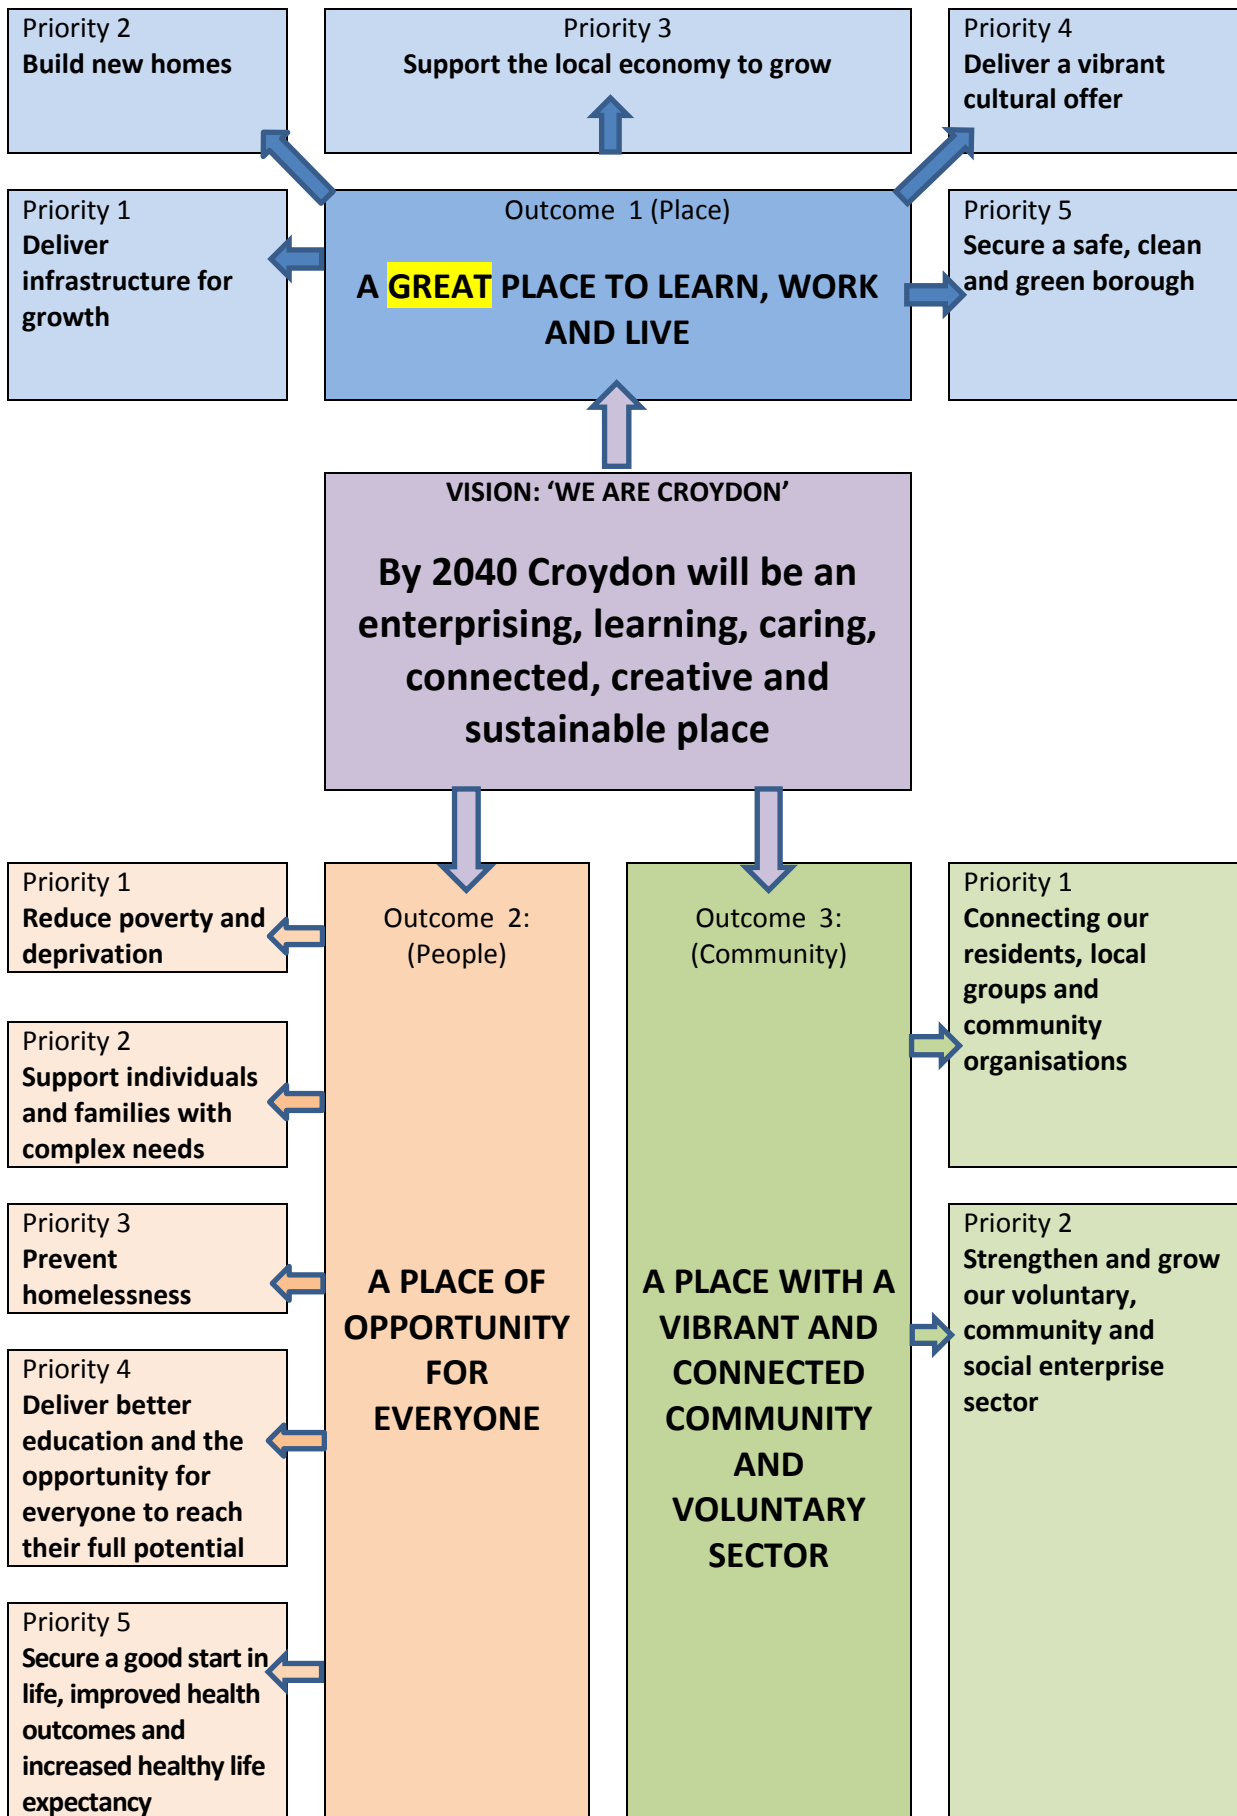 Priority 2
Build new homes
Priority 3
Support the local economy to grow
Priority 4
Deliver a vibrant
cultural offer
Priority 1
Deliver
infrastructure for
growth
Outcome 1 (Place)
A GREAT PLACE TO LEARN, WORK
AND LIVE
Priority 5
Secure a safe, clean
and green borough
VISION: ‘WE ARE CROYDON’
By 2040 Croydon will be an
enterprising, learning, caring,
connected, creative and
sustainable place
Priority 1
Reduce poverty and
deprivation
Priority 2
Support individuals
and families with
complex needs
Priority 3
Prevent
homelessness
Priority 4
Deliver better
education and the
opportunity for
everyone to reach
their full potential
Priority 5
Secure a good start in
life, improved health
outcomes and
increased healthy life
expectancy
Outcome 2:
(People)
A PLACE OF
OPPORTUNITY
FOR
EVERYONE
Outcome 3:
(Community)
A PLACE WITH A
VIBRANT AND
CONNECTED
COMMUNITY
AND
VOLUNTARY
SECTOR
Priority 1
Connecting our
residents, local
groups and
community
organisations
Priority 2
Strengthen and grow
our voluntary,
community and
social enterprise
sector